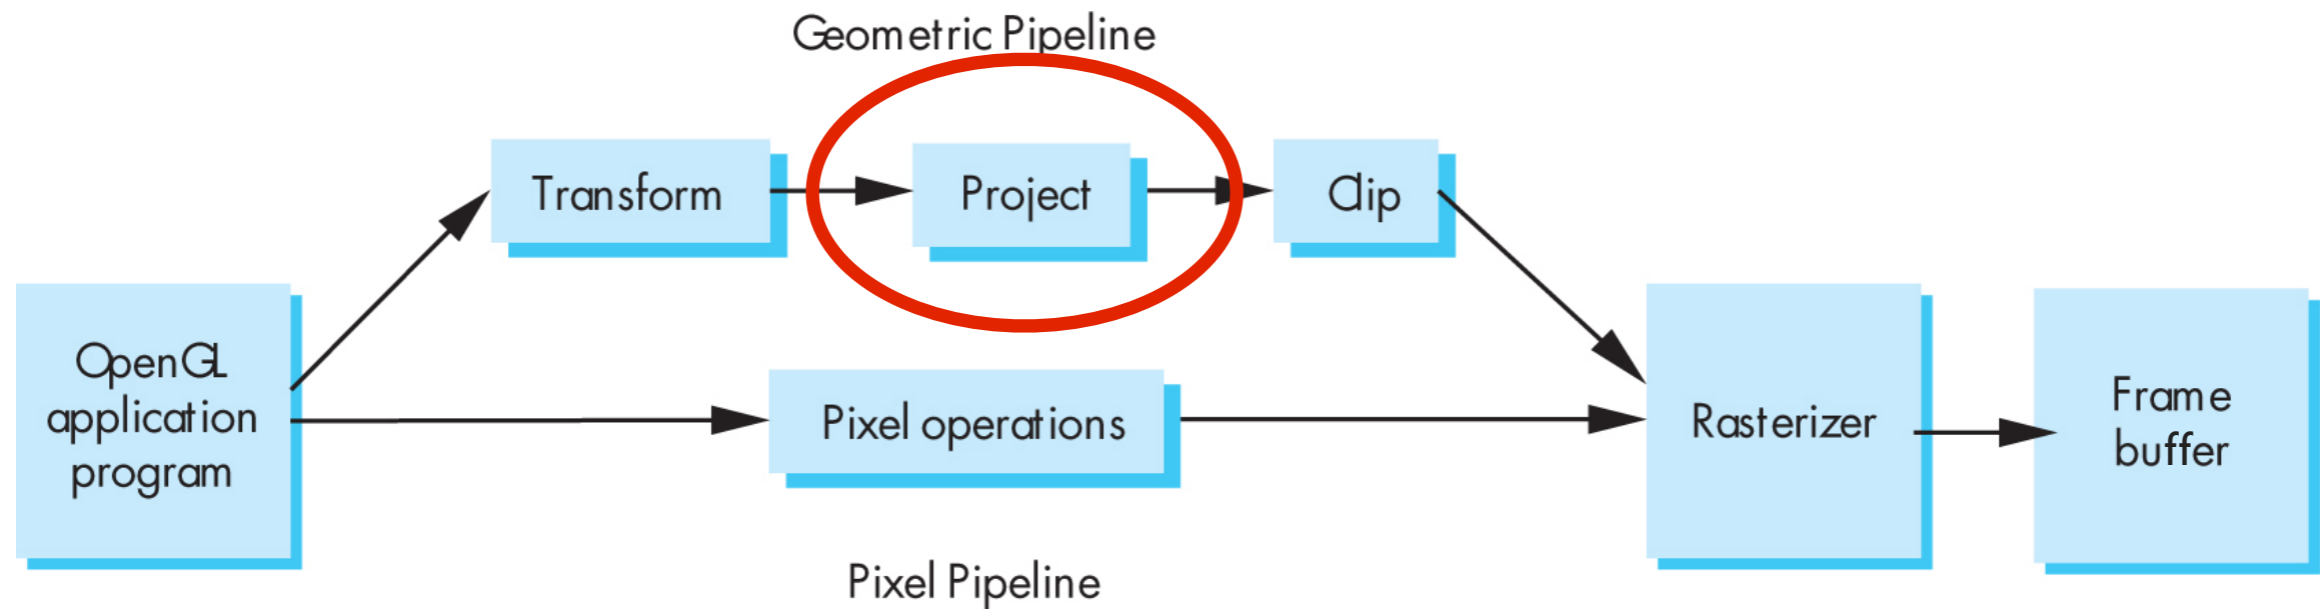 Geometric Pipeline
Transform
Project
Clip
OpenGL
application
program
Pixel operations
Rasterizer
Frame
buffer
Pixel Pipeline